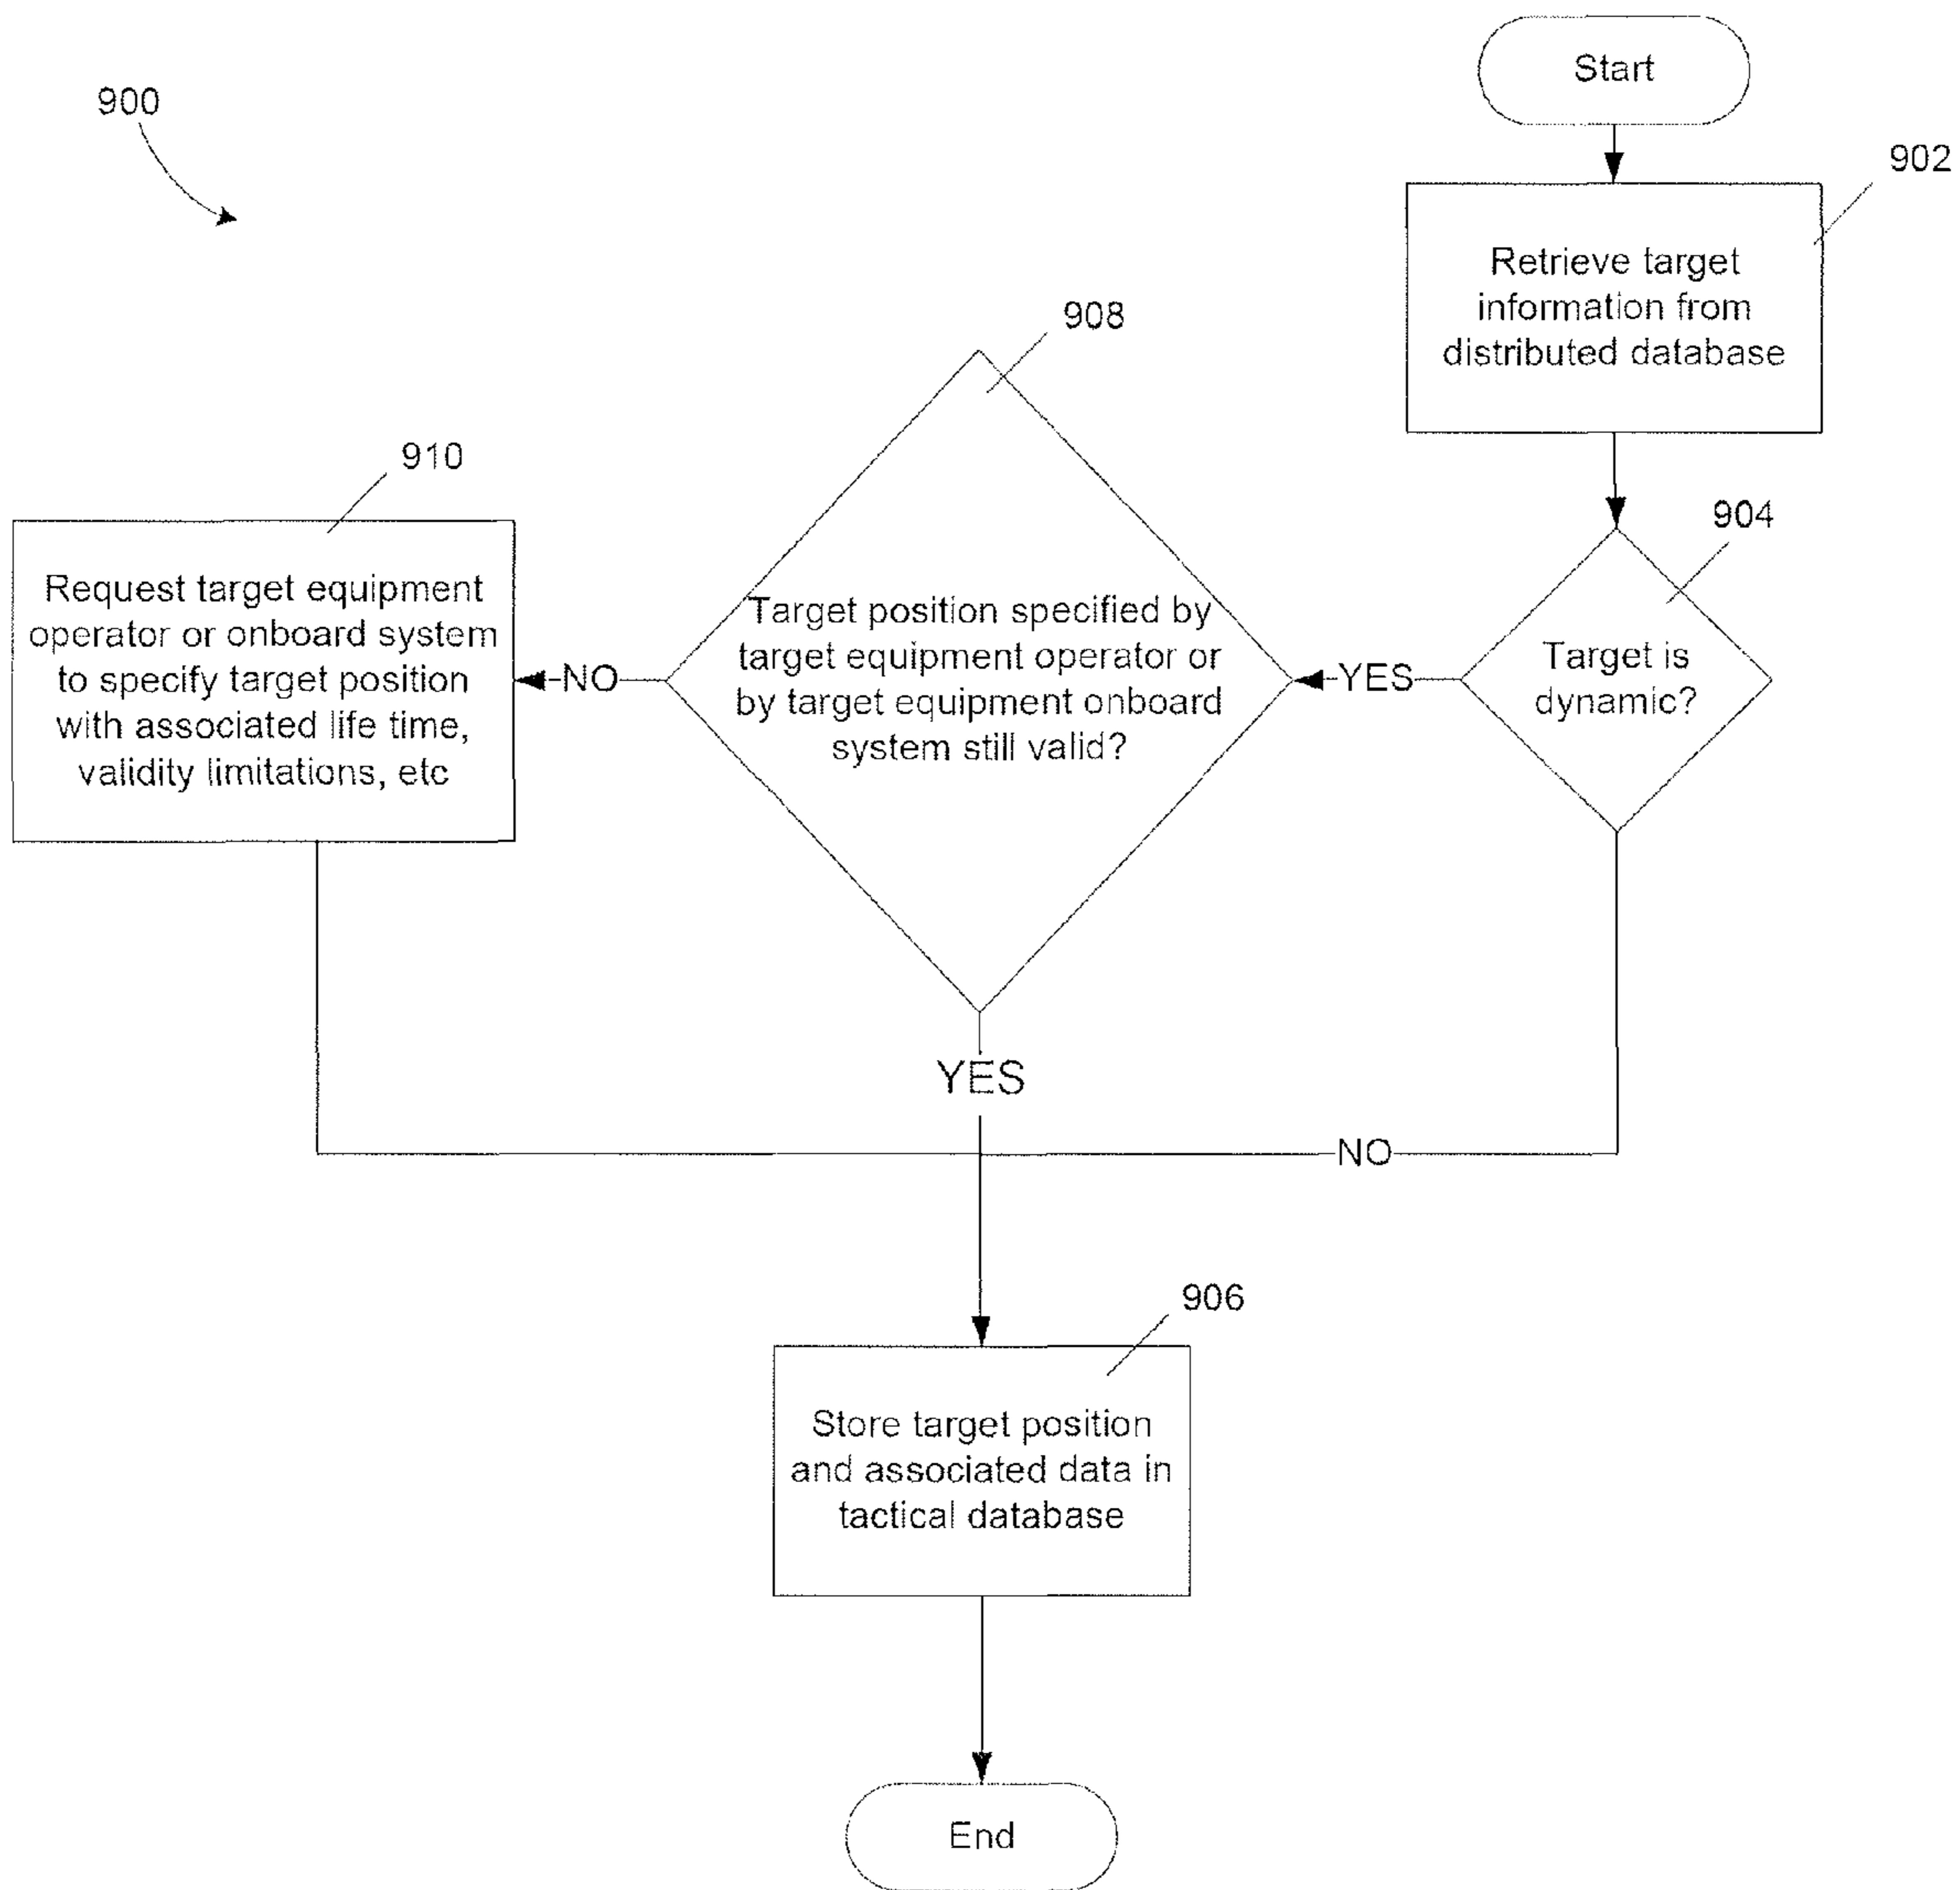 Start
900
902
Retrieve target
information from
distributed database
908
910
904
Request target equipment
operator or onboard system
to specify target position
with associated life time,
validity limitations, etc
NO
Target position specified by
target equipment operator or
by target equipment onboard
system still valid?
YES
Target is
dynamic?
YES
NO
906
Store target position
and associated data in
tactical database
End